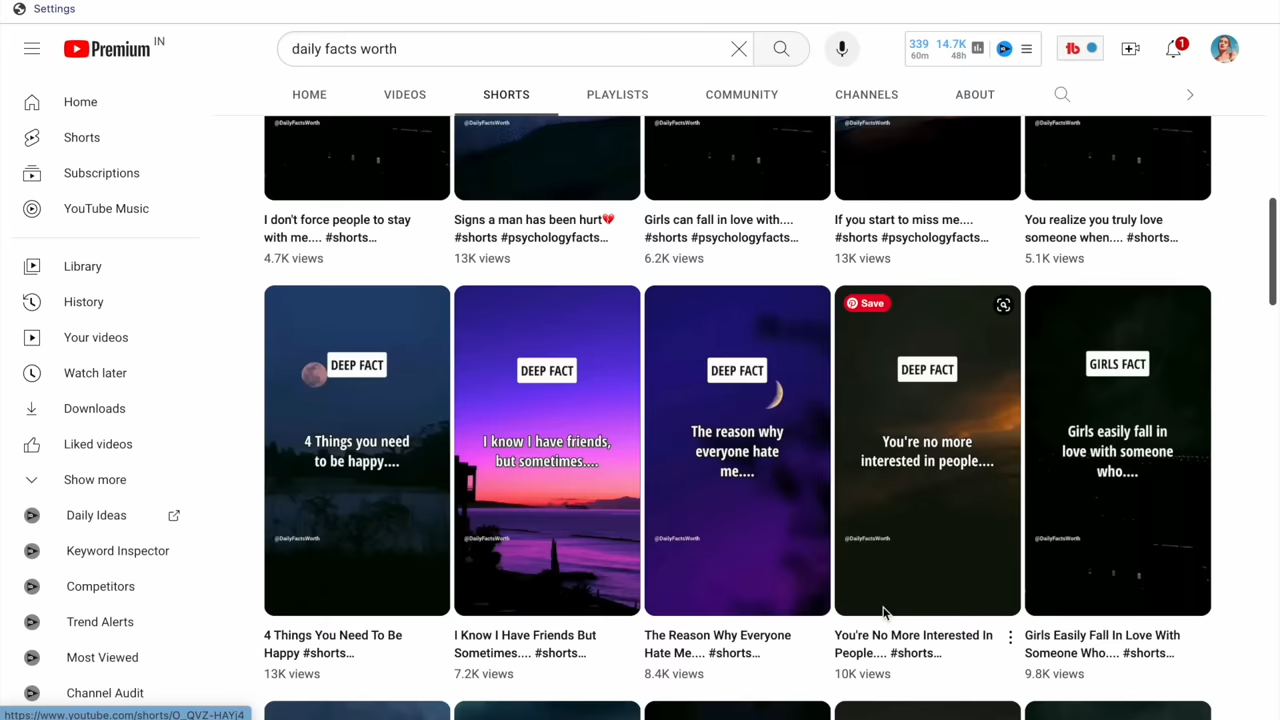 Settings
Premium IN
daily facts worth
339 14.7K
60m 48h
tb
1
HOME VIDEOS SHORTS PLAYLISTS COMMUNITY CHANNELS ABOUT
Home
Shorts
Subscriptions
YouTube Music
Library
History
Your videos
Watch later
Downloads
Liked videos
Show more
Daily Ideas
Keyword Inspector
Competitors
Trend Alerts
Most Viewed
Channel Audit
@DailyFactsWorth
@DailyFactsWorth
@DailyFactsWorth
@DailyFactsWorth
@DailyFactsWorth
I don't force people to stay
with me.... #shorts...
4.7K views
Signs a man has been hurt💔
#shorts #psychologyfacts...
13K views
Girls can fall in love with....
#shorts #psychologyfacts...
6.2K views
If you start to miss me....
#shorts #psychologyfacts...
13K views
You realize you truly love
someone when.... #shorts...
5.1K views
DEEP FACT
4 Things you need
to be happy....
@DailyFactsWorth
4 Things You Need To Be
Happy #shorts...
13K views
DEEP FACT
I know I have friends,
but sometimes....
@DailyFactsWorth
I Know I Have Friends But
Sometimes.... #shorts...
7.2K views
DEEP FACT
The reason why
everyone hate
me....
@DailyFactsWorth
The Reason Why Everyone
Hate Me.... #shorts...
8.4K views
Save
DEEP FACT
You're no more
interested in people....
@DailyFactsWorth
You're No More Interested In
People.... #shorts...
10K views
GIRLS FACT
Girls easily fall in
love with someone
who....
@DailyFactsWorth
Girls Easily Fall In Love With
Someone Who.... #shorts...
9.8K views
https://www.youtube.com/shorts/O_QVZ-HAYj4